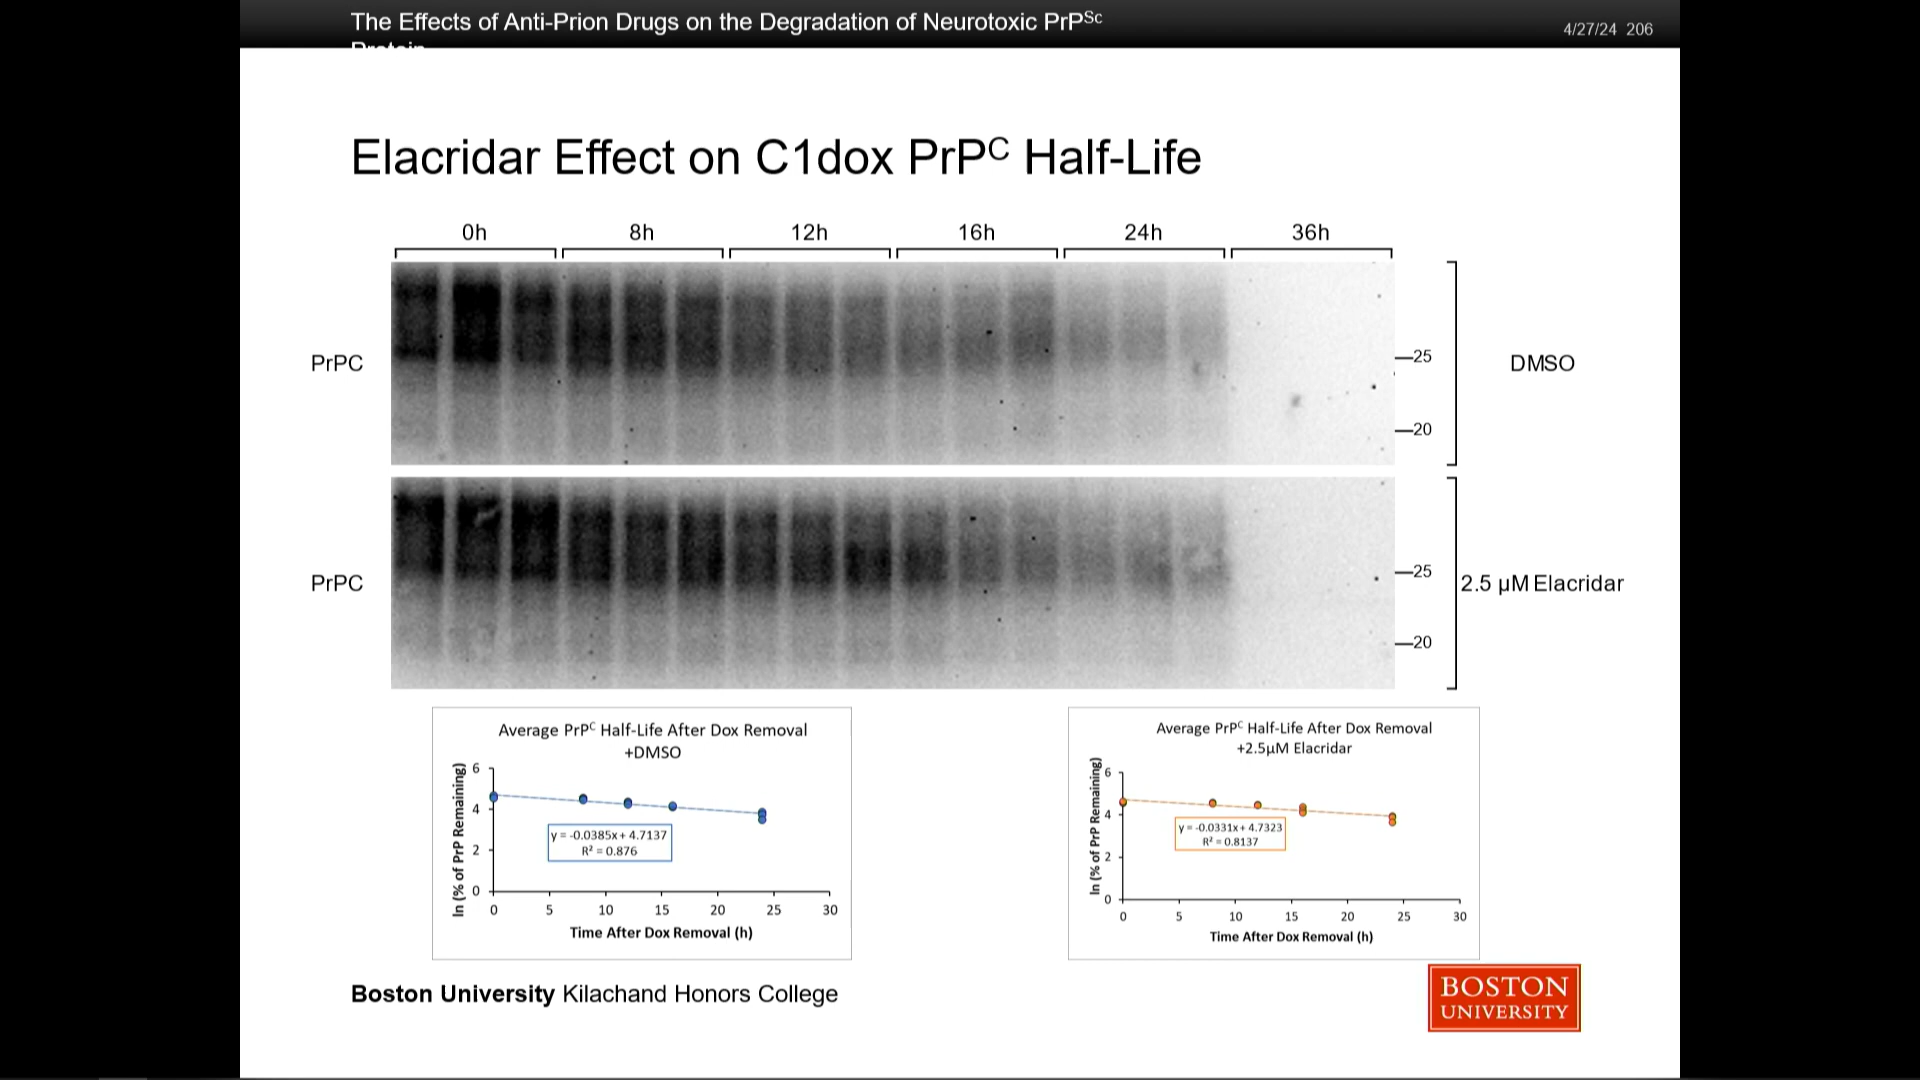 The Effects of Anti-Prion Drugs on the Degradation of Neurotoxic PrPSc
Protein
4/27/24 206
Elacridar Effect on C1dox PrPC Half-Life
0h 8h 12h 16h 24h 36h
PrPC
25
20
DMSO
PrPC
25
20
2.5 µM Elacridar
Average PrPC Half-Life After Dox Removal
+DMSO
ln (% of PrP Remaining)
6
4
2
0
y = -0.0385x + 4.7137
R² = 0.876
0 5 10 15 20 25 30
Time After Dox Removal (h)
Average PrPC Half-Life After Dox Removal
+2.5µM Elacridar
ln (% of PrP Remaining)
6
4
2
0
y = -0.0331x + 4.7323
R² = 0.8137
0 5 10 15 20 25 30
Time After Dox Removal (h)
Boston University Kilachand Honors College
BOSTON
UNIVERSITY